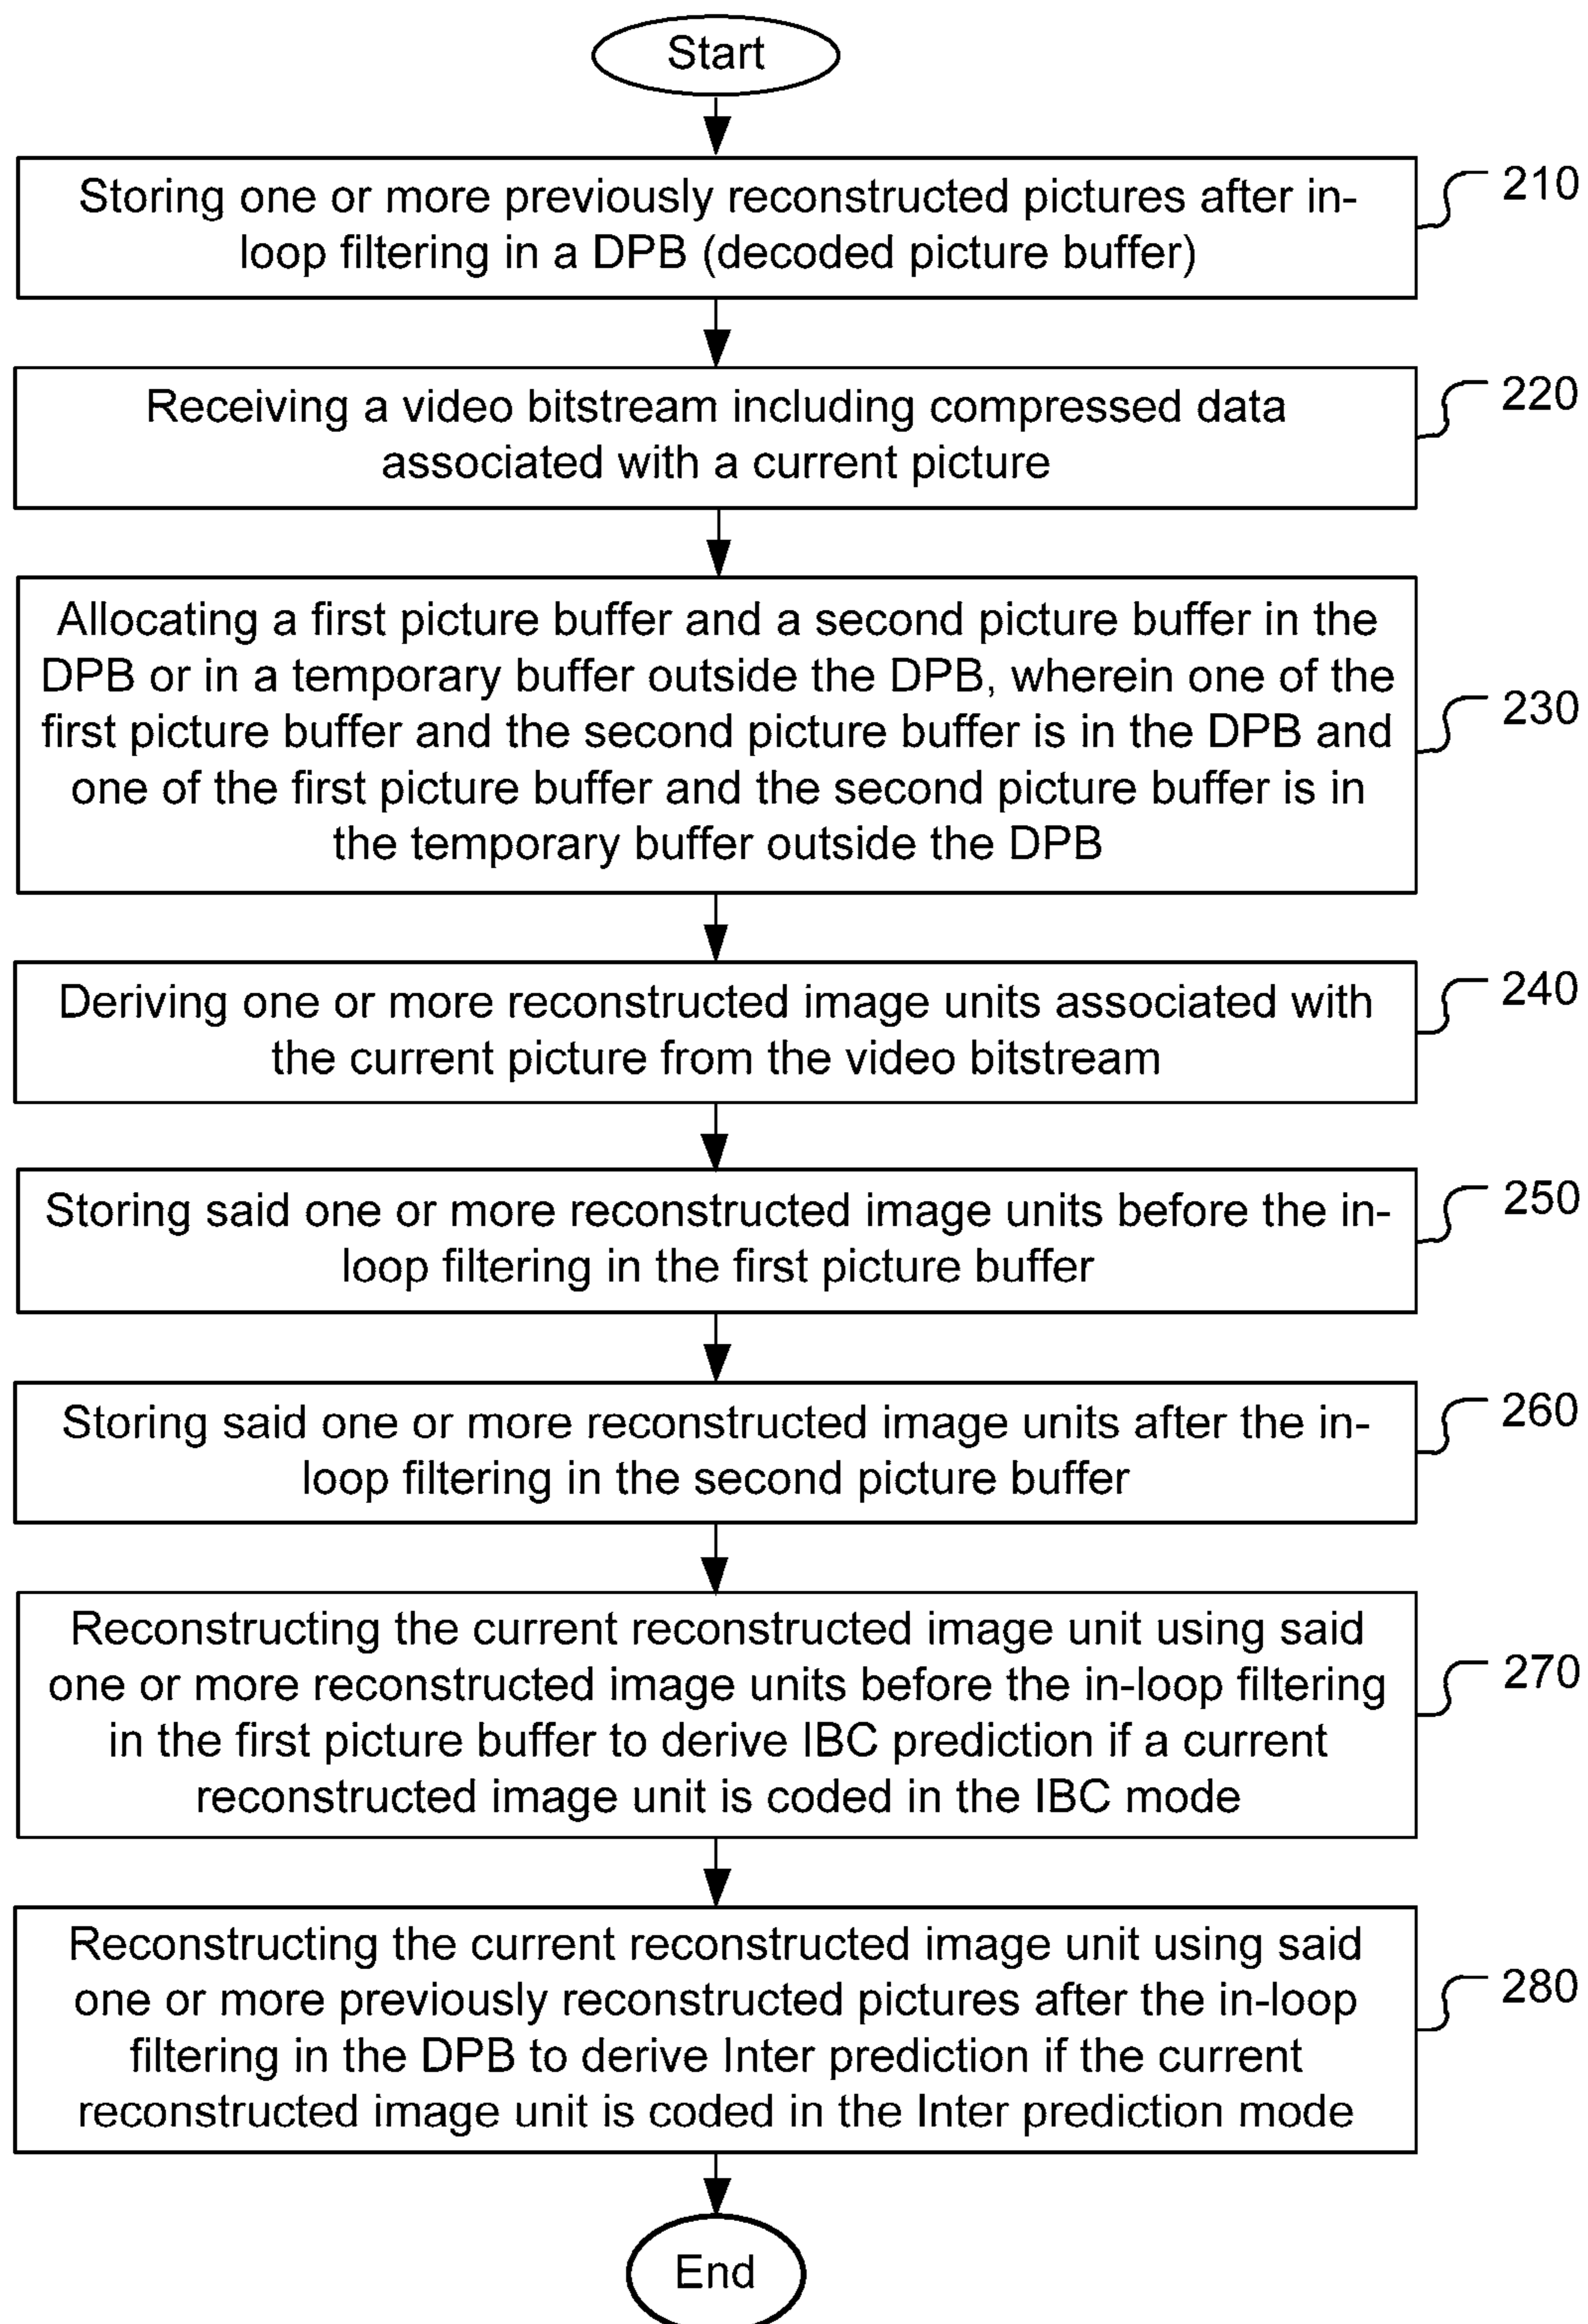 Start
Storing one or more previously reconstructed pictures after in-
loop filtering in a DPB (decoded picture buffer)
210
Receiving a video bitstream including compressed data
associated with a current picture
220
Allocating a first picture buffer and a second picture buffer in the
DPB or in a temporary buffer outside the DPB, wherein one of the
first picture buffer and the second picture buffer is in the DPB and
one of the first picture buffer and the second picture buffer is in
the temporary buffer outside the DPB
230
Deriving one or more reconstructed image units associated with
the current picture from the video bitstream
240
Storing said one or more reconstructed image units before the in-
loop filtering in the first picture buffer
250
Storing said one or more reconstructed image units after the in-
loop filtering in the second picture buffer
260
Reconstructing the current reconstructed image unit using said
one or more reconstructed image units before the in-loop filtering
in the first picture buffer to derive IBC prediction if a current
reconstructed image unit is coded in the IBC mode
270
Reconstructing the current reconstructed image unit using said
one or more previously reconstructed pictures after the in-loop
filtering in the DPB to derive Inter prediction if the current
reconstructed image unit is coded in the Inter prediction mode
280
End